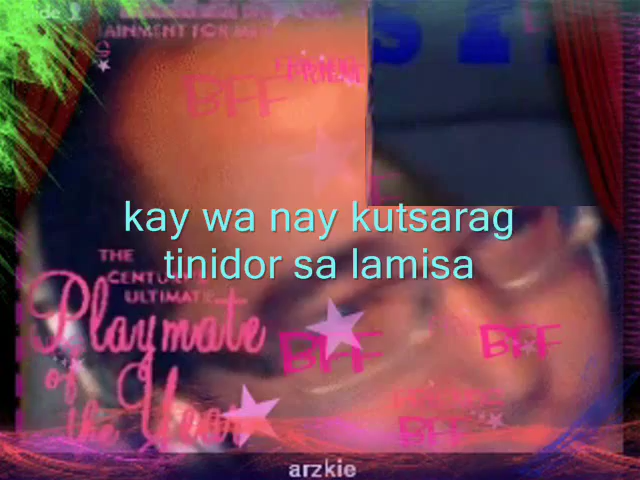 AINMENT FOR MEN
BFF
kay wa nay kutsarag
tinidor sa lamisa
THE
CENTURY'S
ULTIMATE
Playmate
of
the Year
BFF
BFF
BFF
arzkie